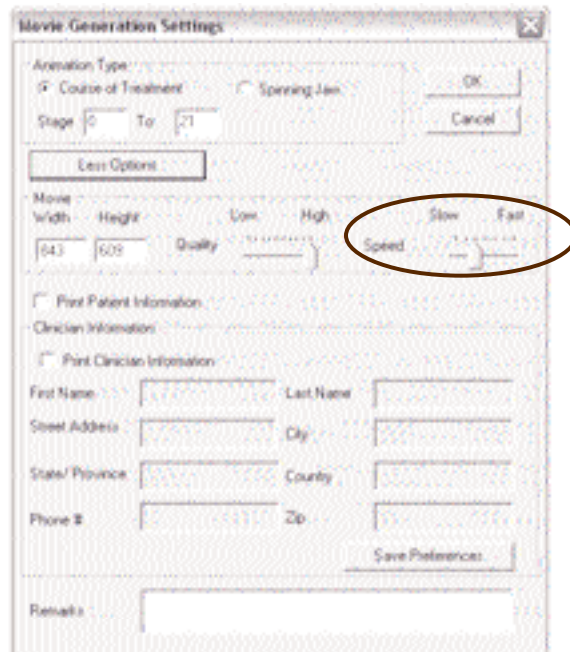 Movie Generation Settings
Animation Type
Course of Treatment Spinning Jaw
OK
Stage 0 To 21
Cancel
Less Options
Movie
Width Height Low High Slow Fast
643 609 Quality Speed
Print Patient Information
Clinician Information
Print Clinician Information
First Name Last Name
Street Address City
State/ Province Country
Phone # Zip
Save Preferences
Remarks